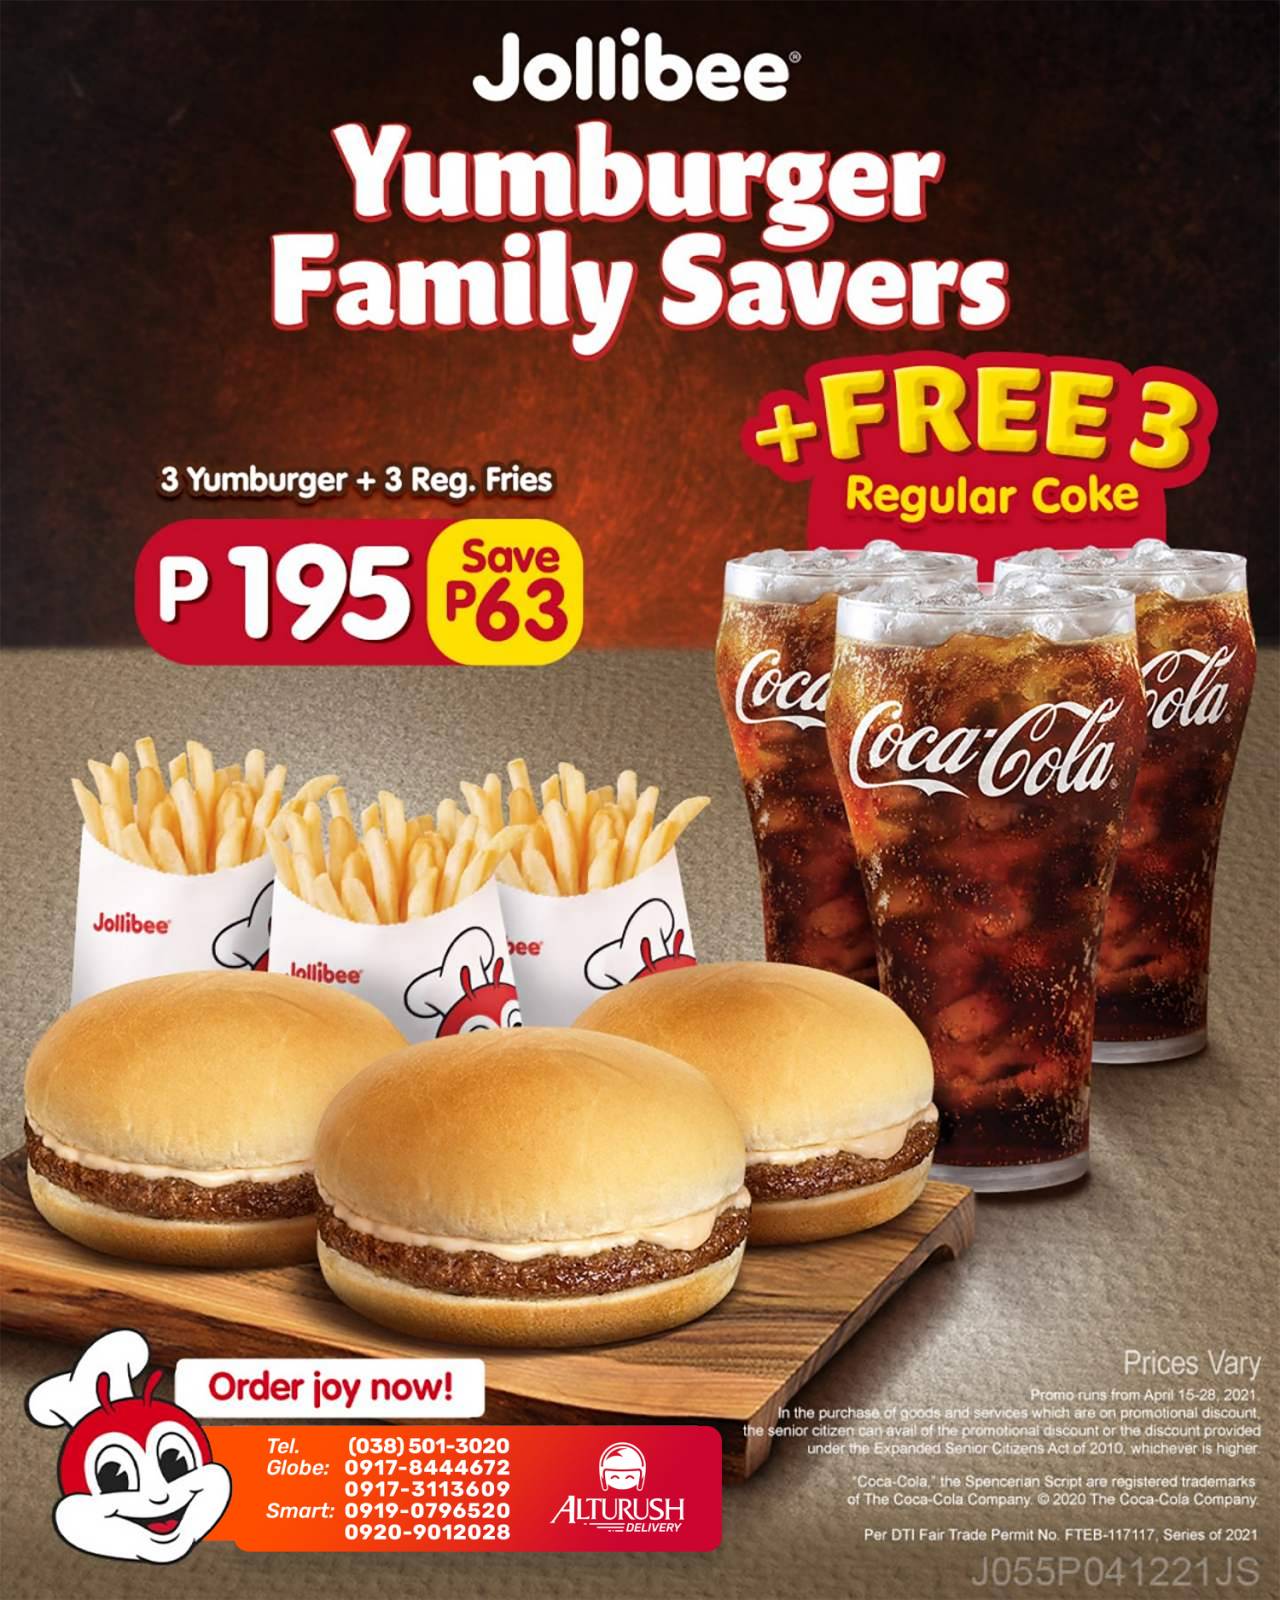 Jollibee®
Yumburger
Family Savers
+FREE 3
Regular Coke
3 Yumburger + 3 Reg. Fries
P195
Save
P63
Coca
Coca-Cola
Cola
Jollibee
Jollibee
bee
Order joy now!
Tel. (038) 501-3020
Globe: 0917-8444672
0917-3113609
Smart: 0919-0796520
0920-9012028
ALTURUSH
DELIVERY
Prices Vary
Promo runs from April 15-28, 2021.
In the purchase of goods and services which are on promotional discount,
the senior citizen can avail of the promotional discount or the discount provided
under the Expanded Senior Citizens Act of 2010, whichever is higher.
"Coca-Cola," the Spencerian Script are registered trademarks
of The Coca-Cola Company. © 2020 The Coca-Cola Company.
Per DTI Fair Trade Permit No. FTEB-117117, Series of 2021
J055P041221JS